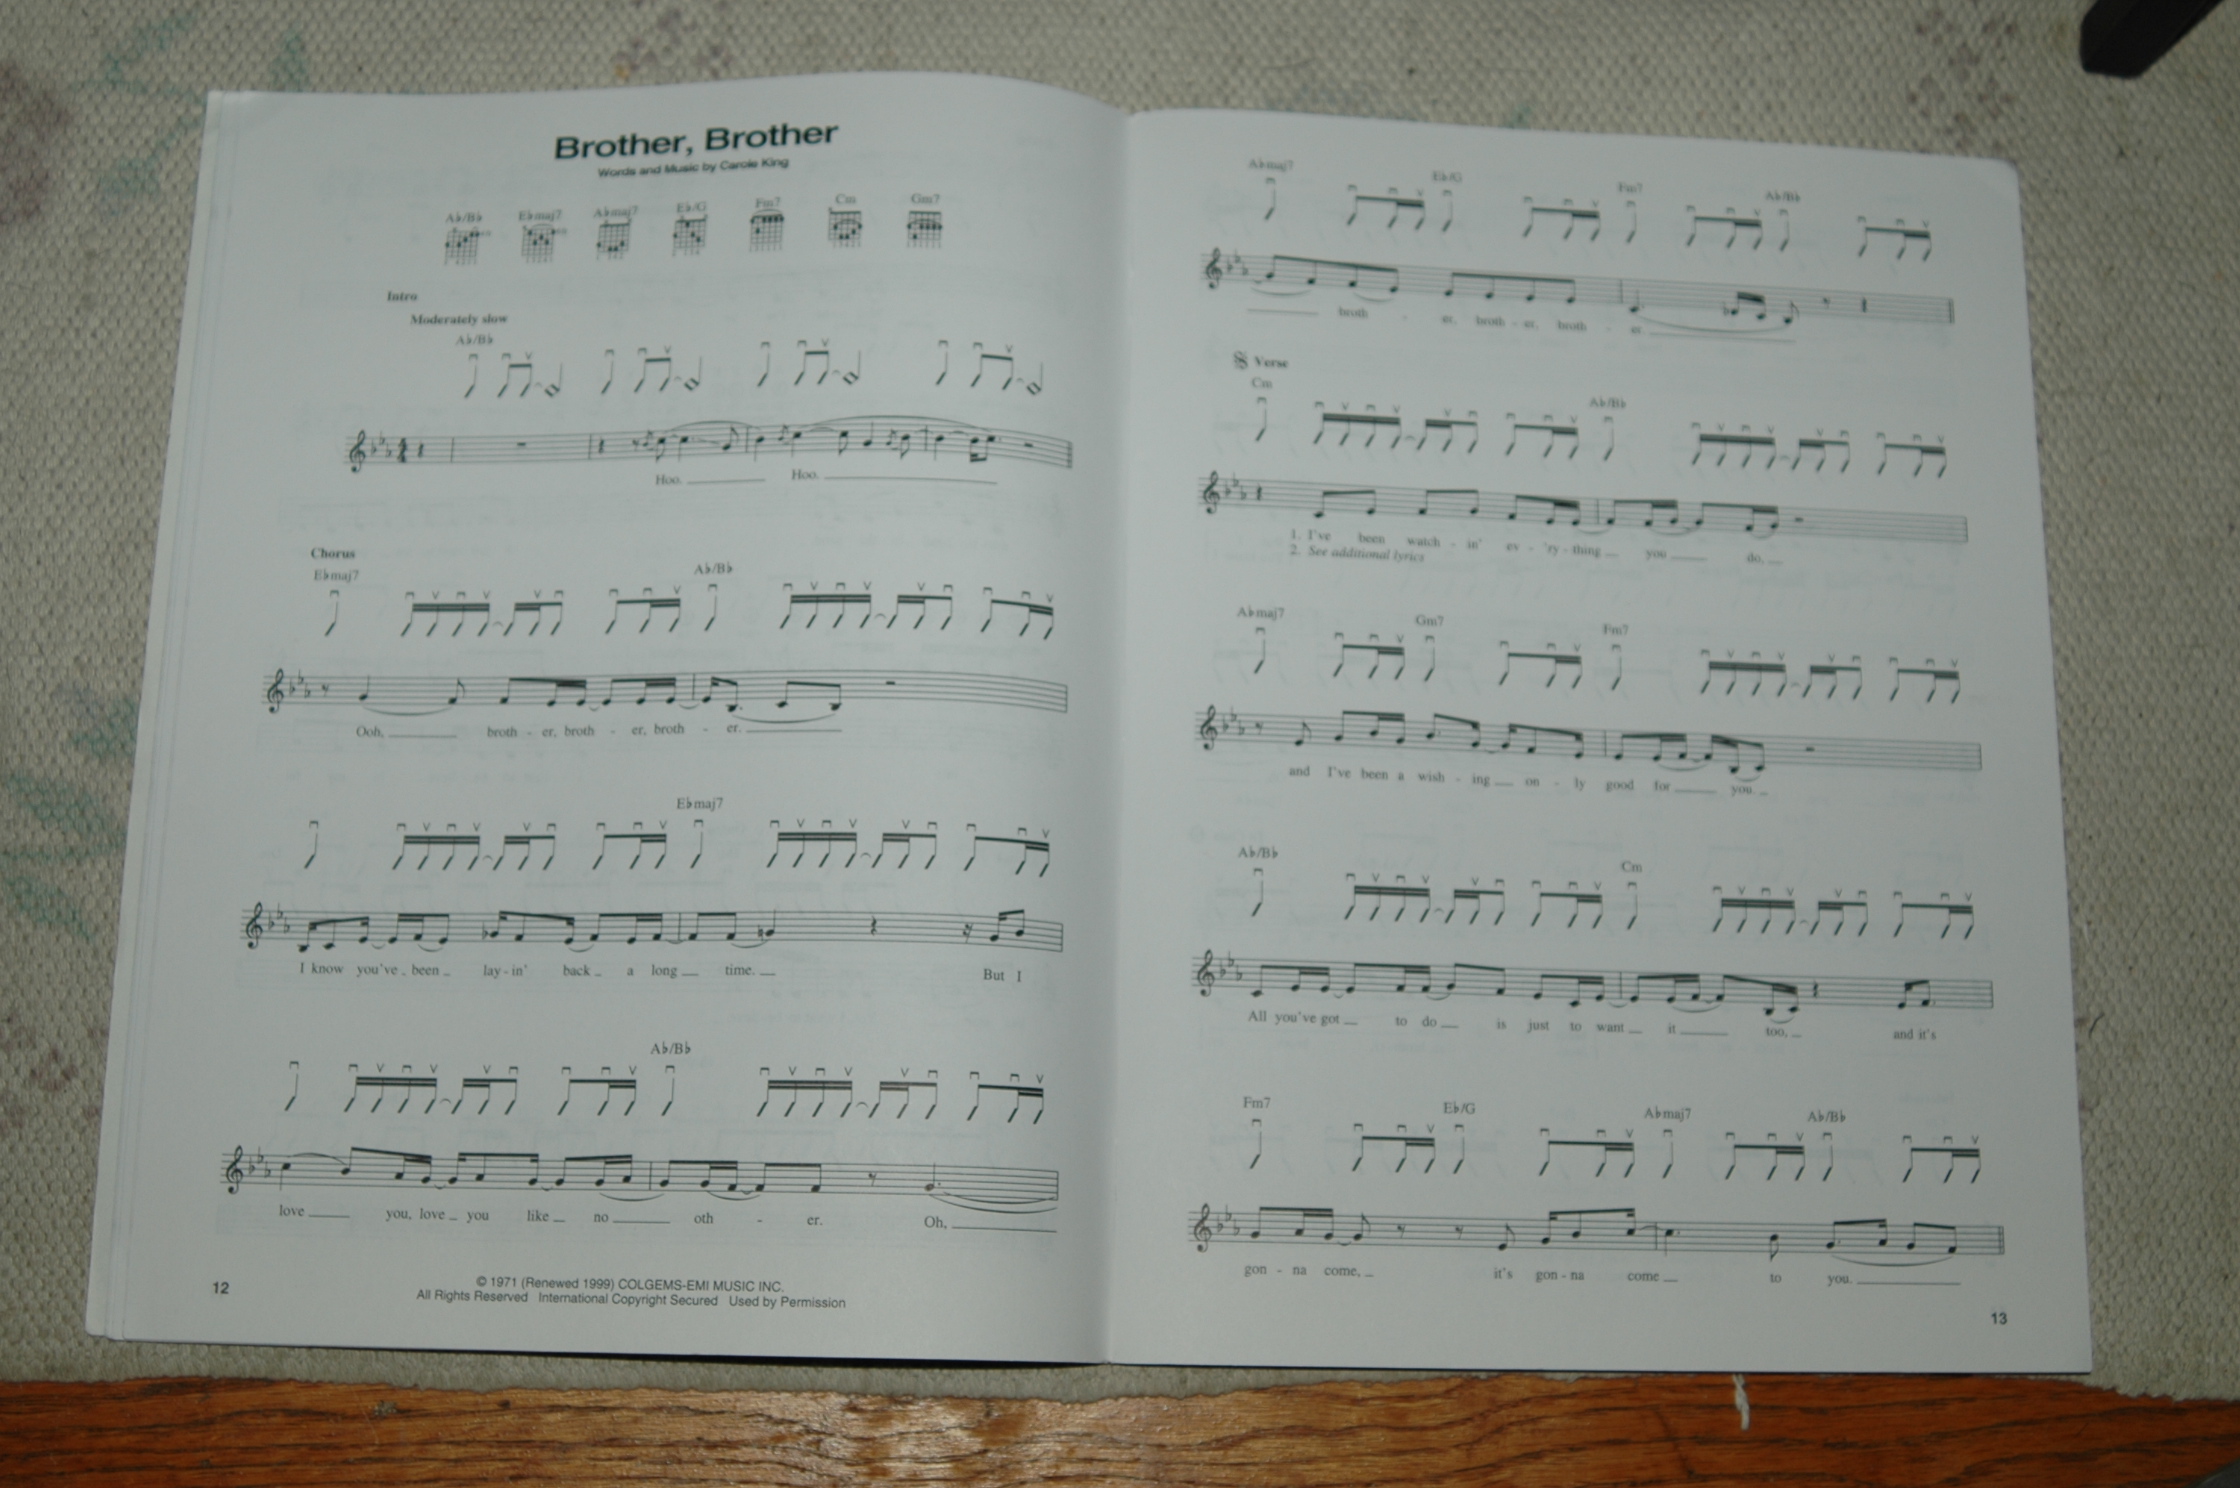 Brother, Brother
Words and Music by Carole King
A♭/B♭ E♭maj7 A♭maj7 E♭/G Fm7 Cm Gm7
Intro
Moderately slow
A♭/B♭
Hoo. Hoo.
Chorus
E♭maj7 A♭/B♭
Ooh, broth - er, broth - er, broth - er.
E♭maj7
I know you've been lay - in' back a long time. But I
A♭/B♭
love you, love you like no oth - er. Oh,
12
© 1971 (Renewed 1999) COLGEMS-EMI MUSIC INC.
All Rights Reserved International Copyright Secured Used by Permission
A♭maj7 E♭/G Fm7 A♭/B♭
broth - er, broth - er, broth - er.
Verse
Cm A♭/B♭
1. I've been watch - in' ev - 'ry - thing you do,
2. See additional lyrics
A♭maj7 Gm7 Fm7
and I've been a wish - ing on - ly good for you.
A♭/B♭ Cm
All you've got to do is just to want it too, and it's
Fm7 E♭/G A♭maj7 A♭/B♭
gon - na come, it's gon - na come to you.
13